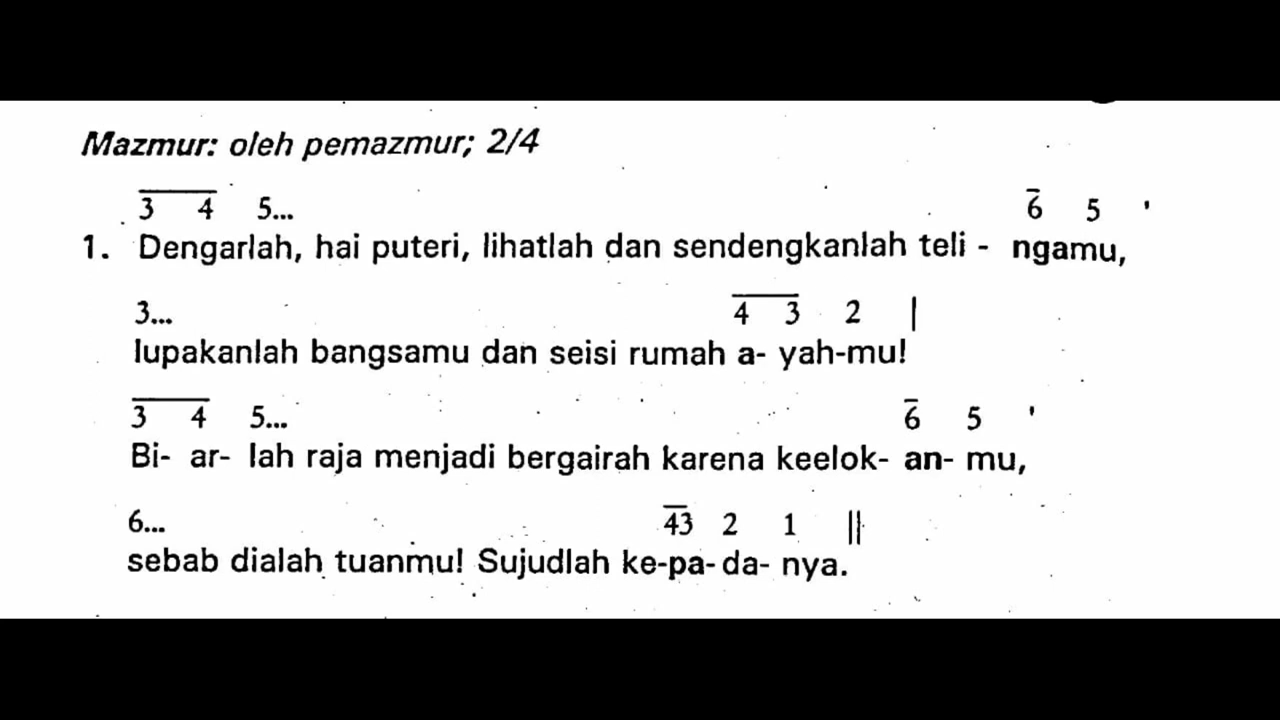 Mazmur: oleh pemazmur; 2/4
3 4 5... 6 5 '
1. Dengarlah, hai puteri, lihatlah dan sendengkanlah teli - ngamu,
3... 4 3 2 |
lupakanlah bangsamu dan seisi rumah a- yah-mu!
3 4 5... 6 5 '
Bi- ar- lah raja menjadi bergairah karena keelok- an- mu,
6... 43 2 1 ||
sebab dialah tuanmu! Sujudlah ke-pa- da- nya.